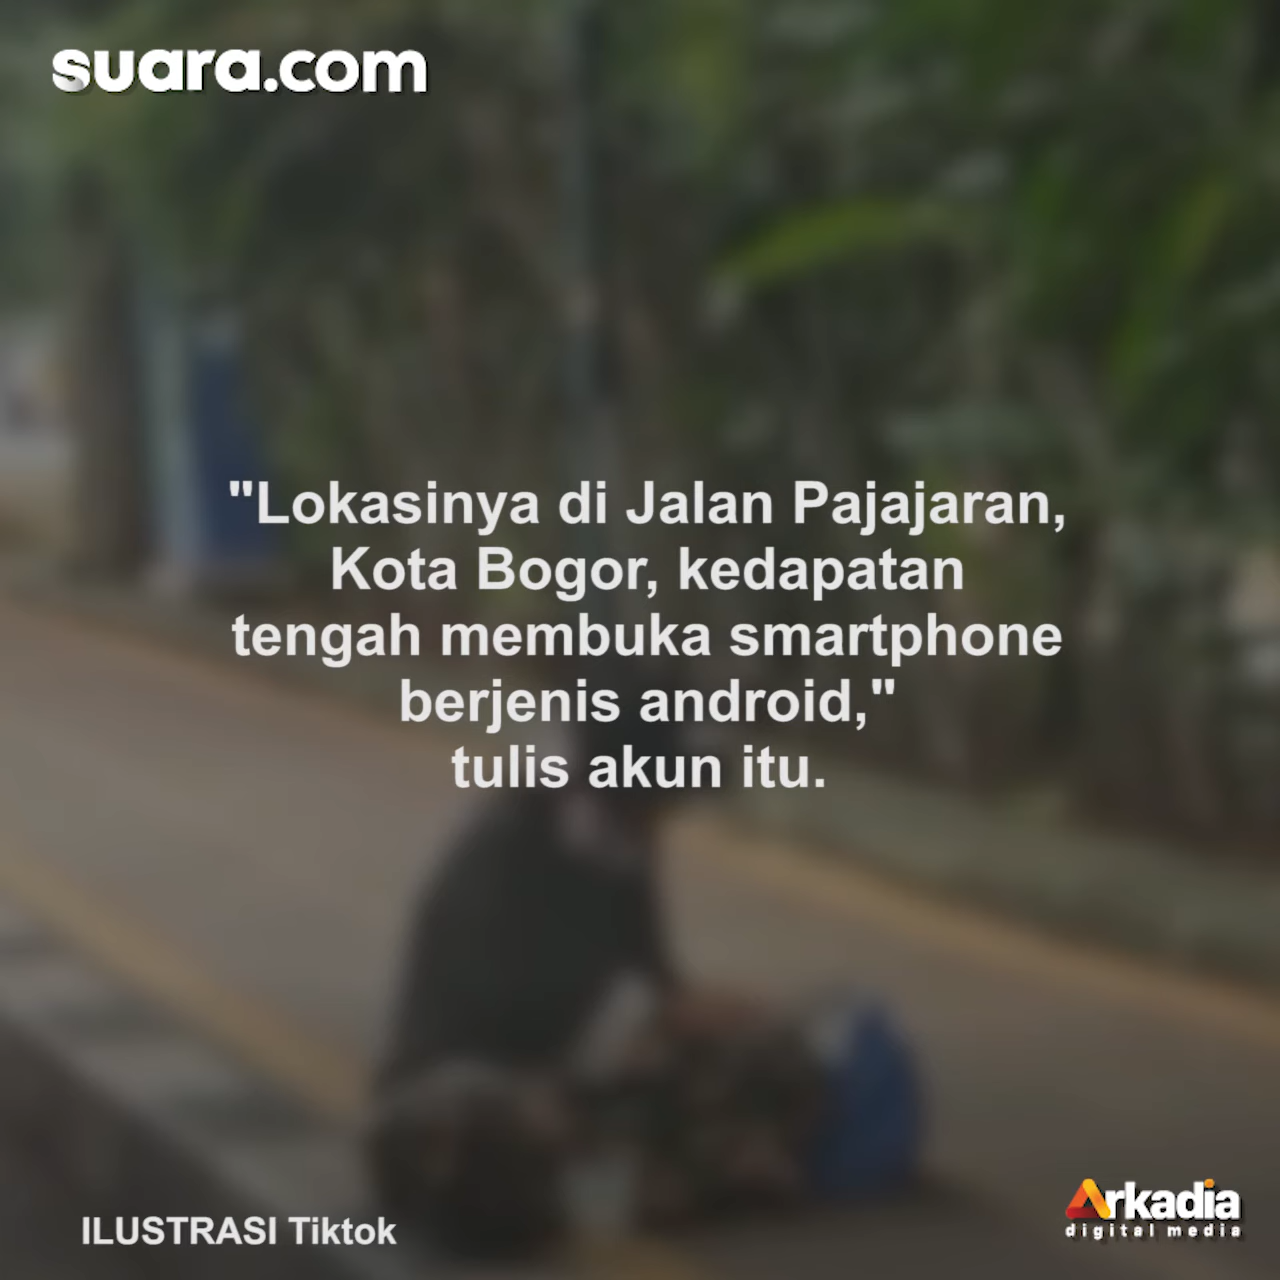 suara.com
"Lokasinya di Jalan Pajajaran,
Kota Bogor, kedapatan
tengah membuka smartphone
berjenis android,"
tulis akun itu.
ILUSTRASI Tiktok
Arkadia
digital media